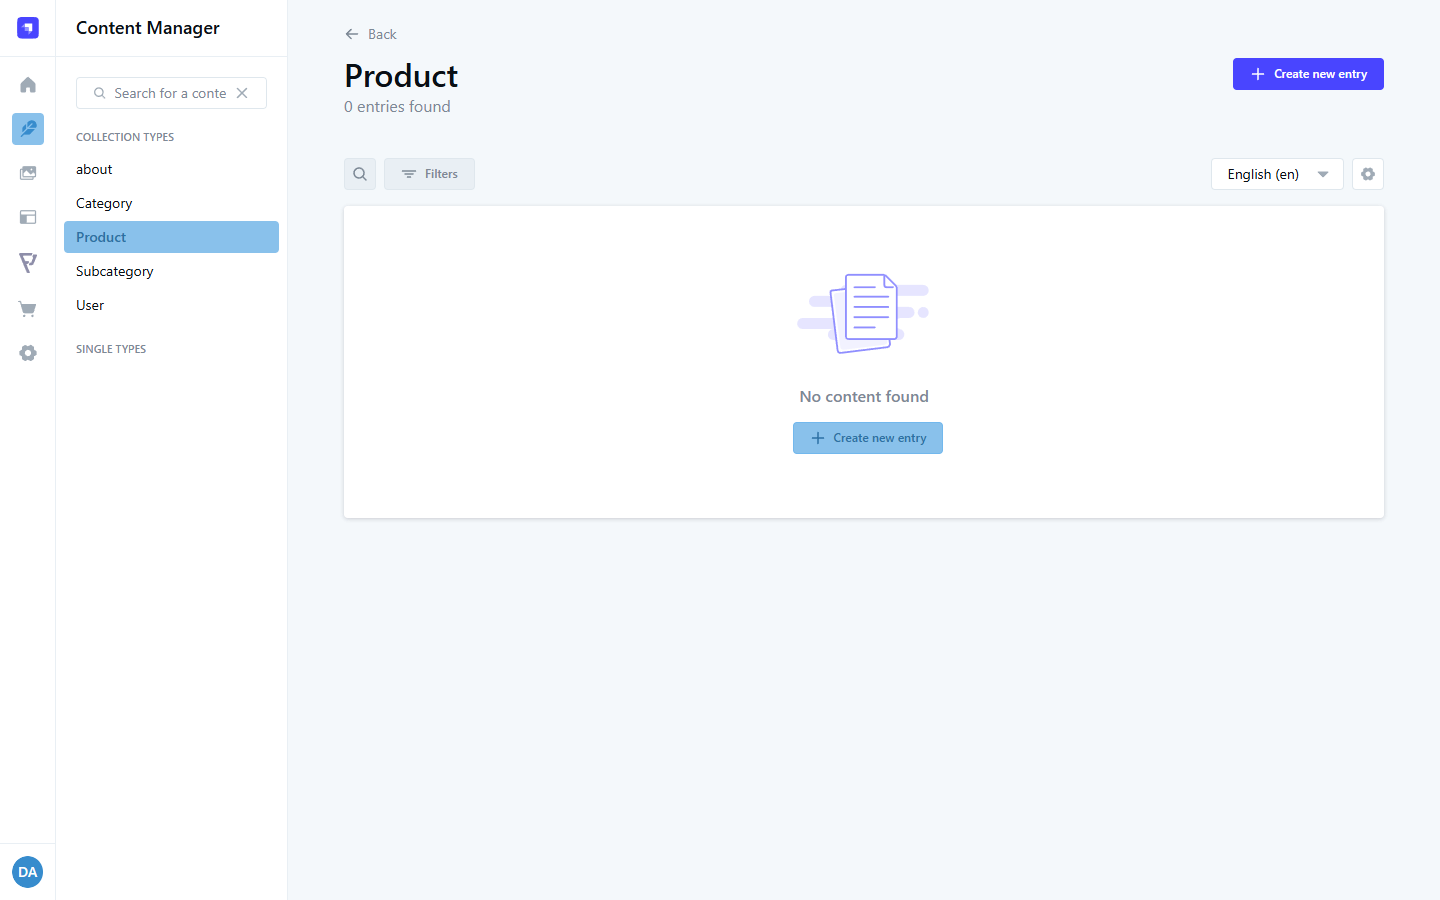 Content Manager
Search for a conte
COLLECTION TYPES
about
Category
Product
Subcategory
User
SINGLE TYPES
DA
Back
Product
0 entries found
Create new entry
Filters
English (en)
No content found
Create new entry